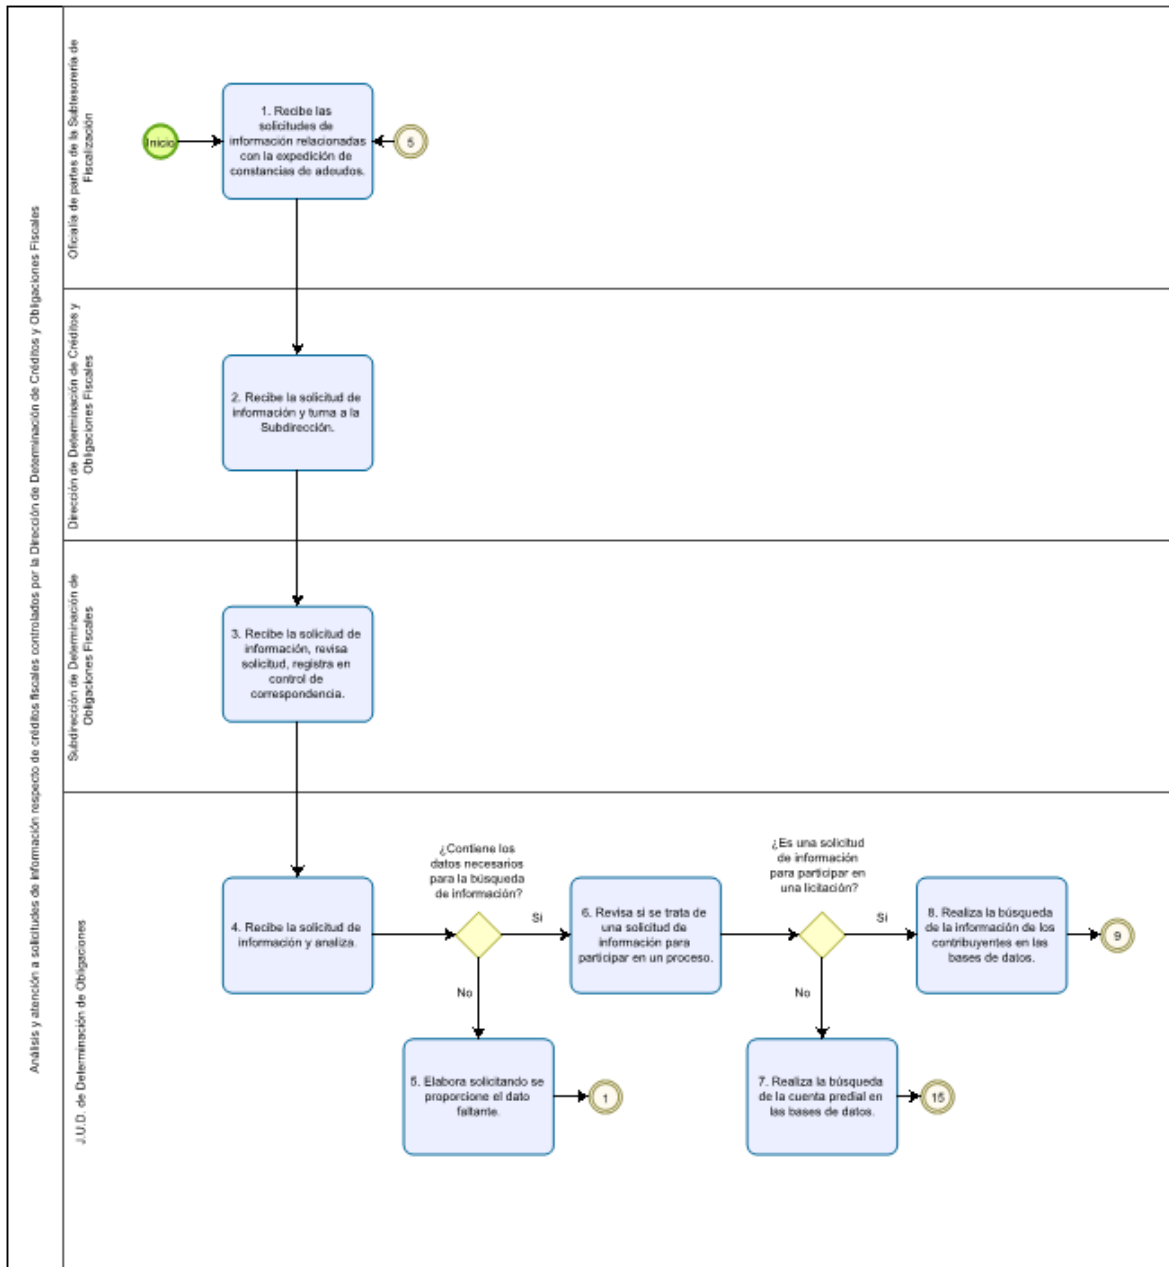 Análisis y atención a solicitudes de información respecto de créditos fiscales controlados por la Dirección de Determinación de Créditos y Obligaciones Fiscales
Oficialía de partes de la Subtesorería de
Fiscalización
Inicio
1. Recibe las
solicitudes de
información relacionadas
con la expedición de
constancias de adeudos.
5
Dirección de Determinación de Créditos y
Obligaciones Fiscales
2. Recibe la solicitud de
información y turna a la
Subdirección.
Subdirección de Determinación de
Obligaciones Fiscales
3. Recibe la solicitud de
información, revisa
solicitud, registra en
control de
correspondencia.
J.U.D. de Determinación de Obligaciones
4. Recibe la solicitud de
información y analiza.
¿Contiene los
datos necesarios
para la búsqueda
de información?
Si
No
5. Elabora solicitando se
proporcione el dato
faltante.
1
6. Revisa si se trata de
una solicitud de
información para
participar en un proceso.
¿Es una solicitud
de información
para participar en
una licitación?
Si
No
7. Realiza la búsqueda
de la cuenta predial en
las bases de datos.
15
8. Realiza la búsqueda
de la información de los
contribuyentes en las
bases de datos.
9